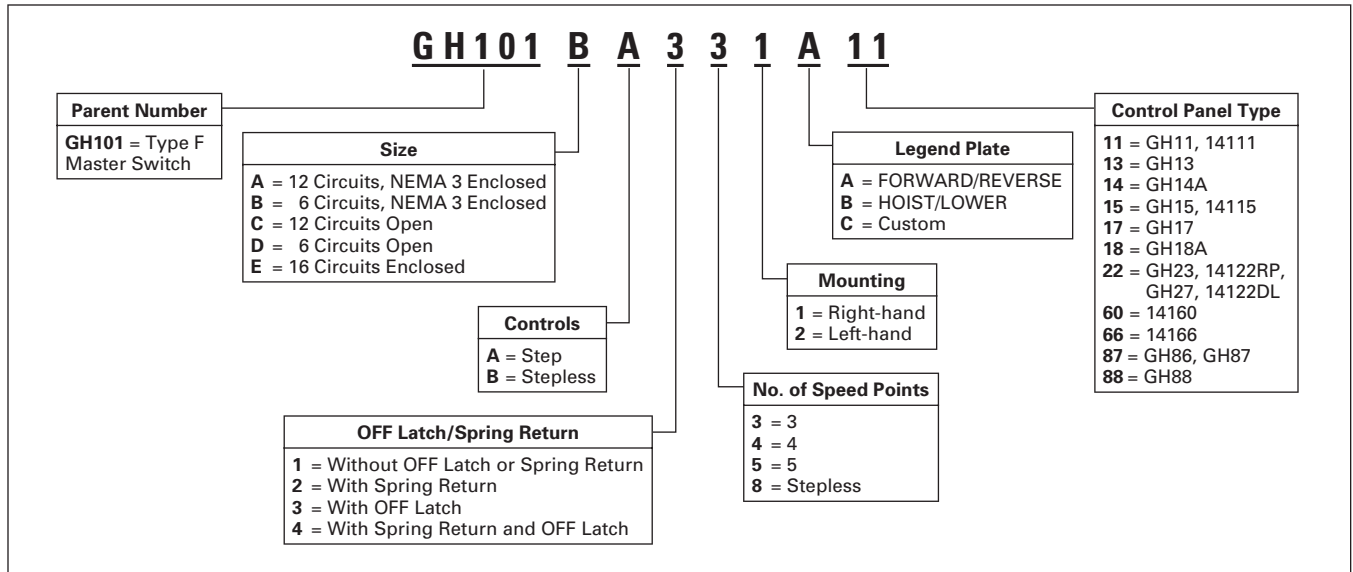 GH101 B A 3 3 1 A 11
Parent Number
GH101 = Type F
Master Switch
Size
A = 12 Circuits, NEMA 3 Enclosed
B = 6 Circuits, NEMA 3 Enclosed
C = 12 Circuits Open
D = 6 Circuits Open
E = 16 Circuits Enclosed
Controls
A = Step
B = Stepless
OFF Latch/Spring Return
1 = Without OFF Latch or Spring Return
2 = With Spring Return
3 = With OFF Latch
4 = With Spring Return and OFF Latch
No. of Speed Points
3 = 3
4 = 4
5 = 5
8 = Stepless
Mounting
1 = Right-hand
2 = Left-hand
Legend Plate
A = FORWARD/REVERSE
B = HOIST/LOWER
C = Custom
Control Panel Type
11 = GH11, 14111
13 = GH13
14 = GH14A
15 = GH15, 14115
17 = GH17
18 = GH18A
22 = GH23, 14122RP,
GH27, 14122DL
60 = 14160
66 = 14166
87 = GH86, GH87
88 = GH88